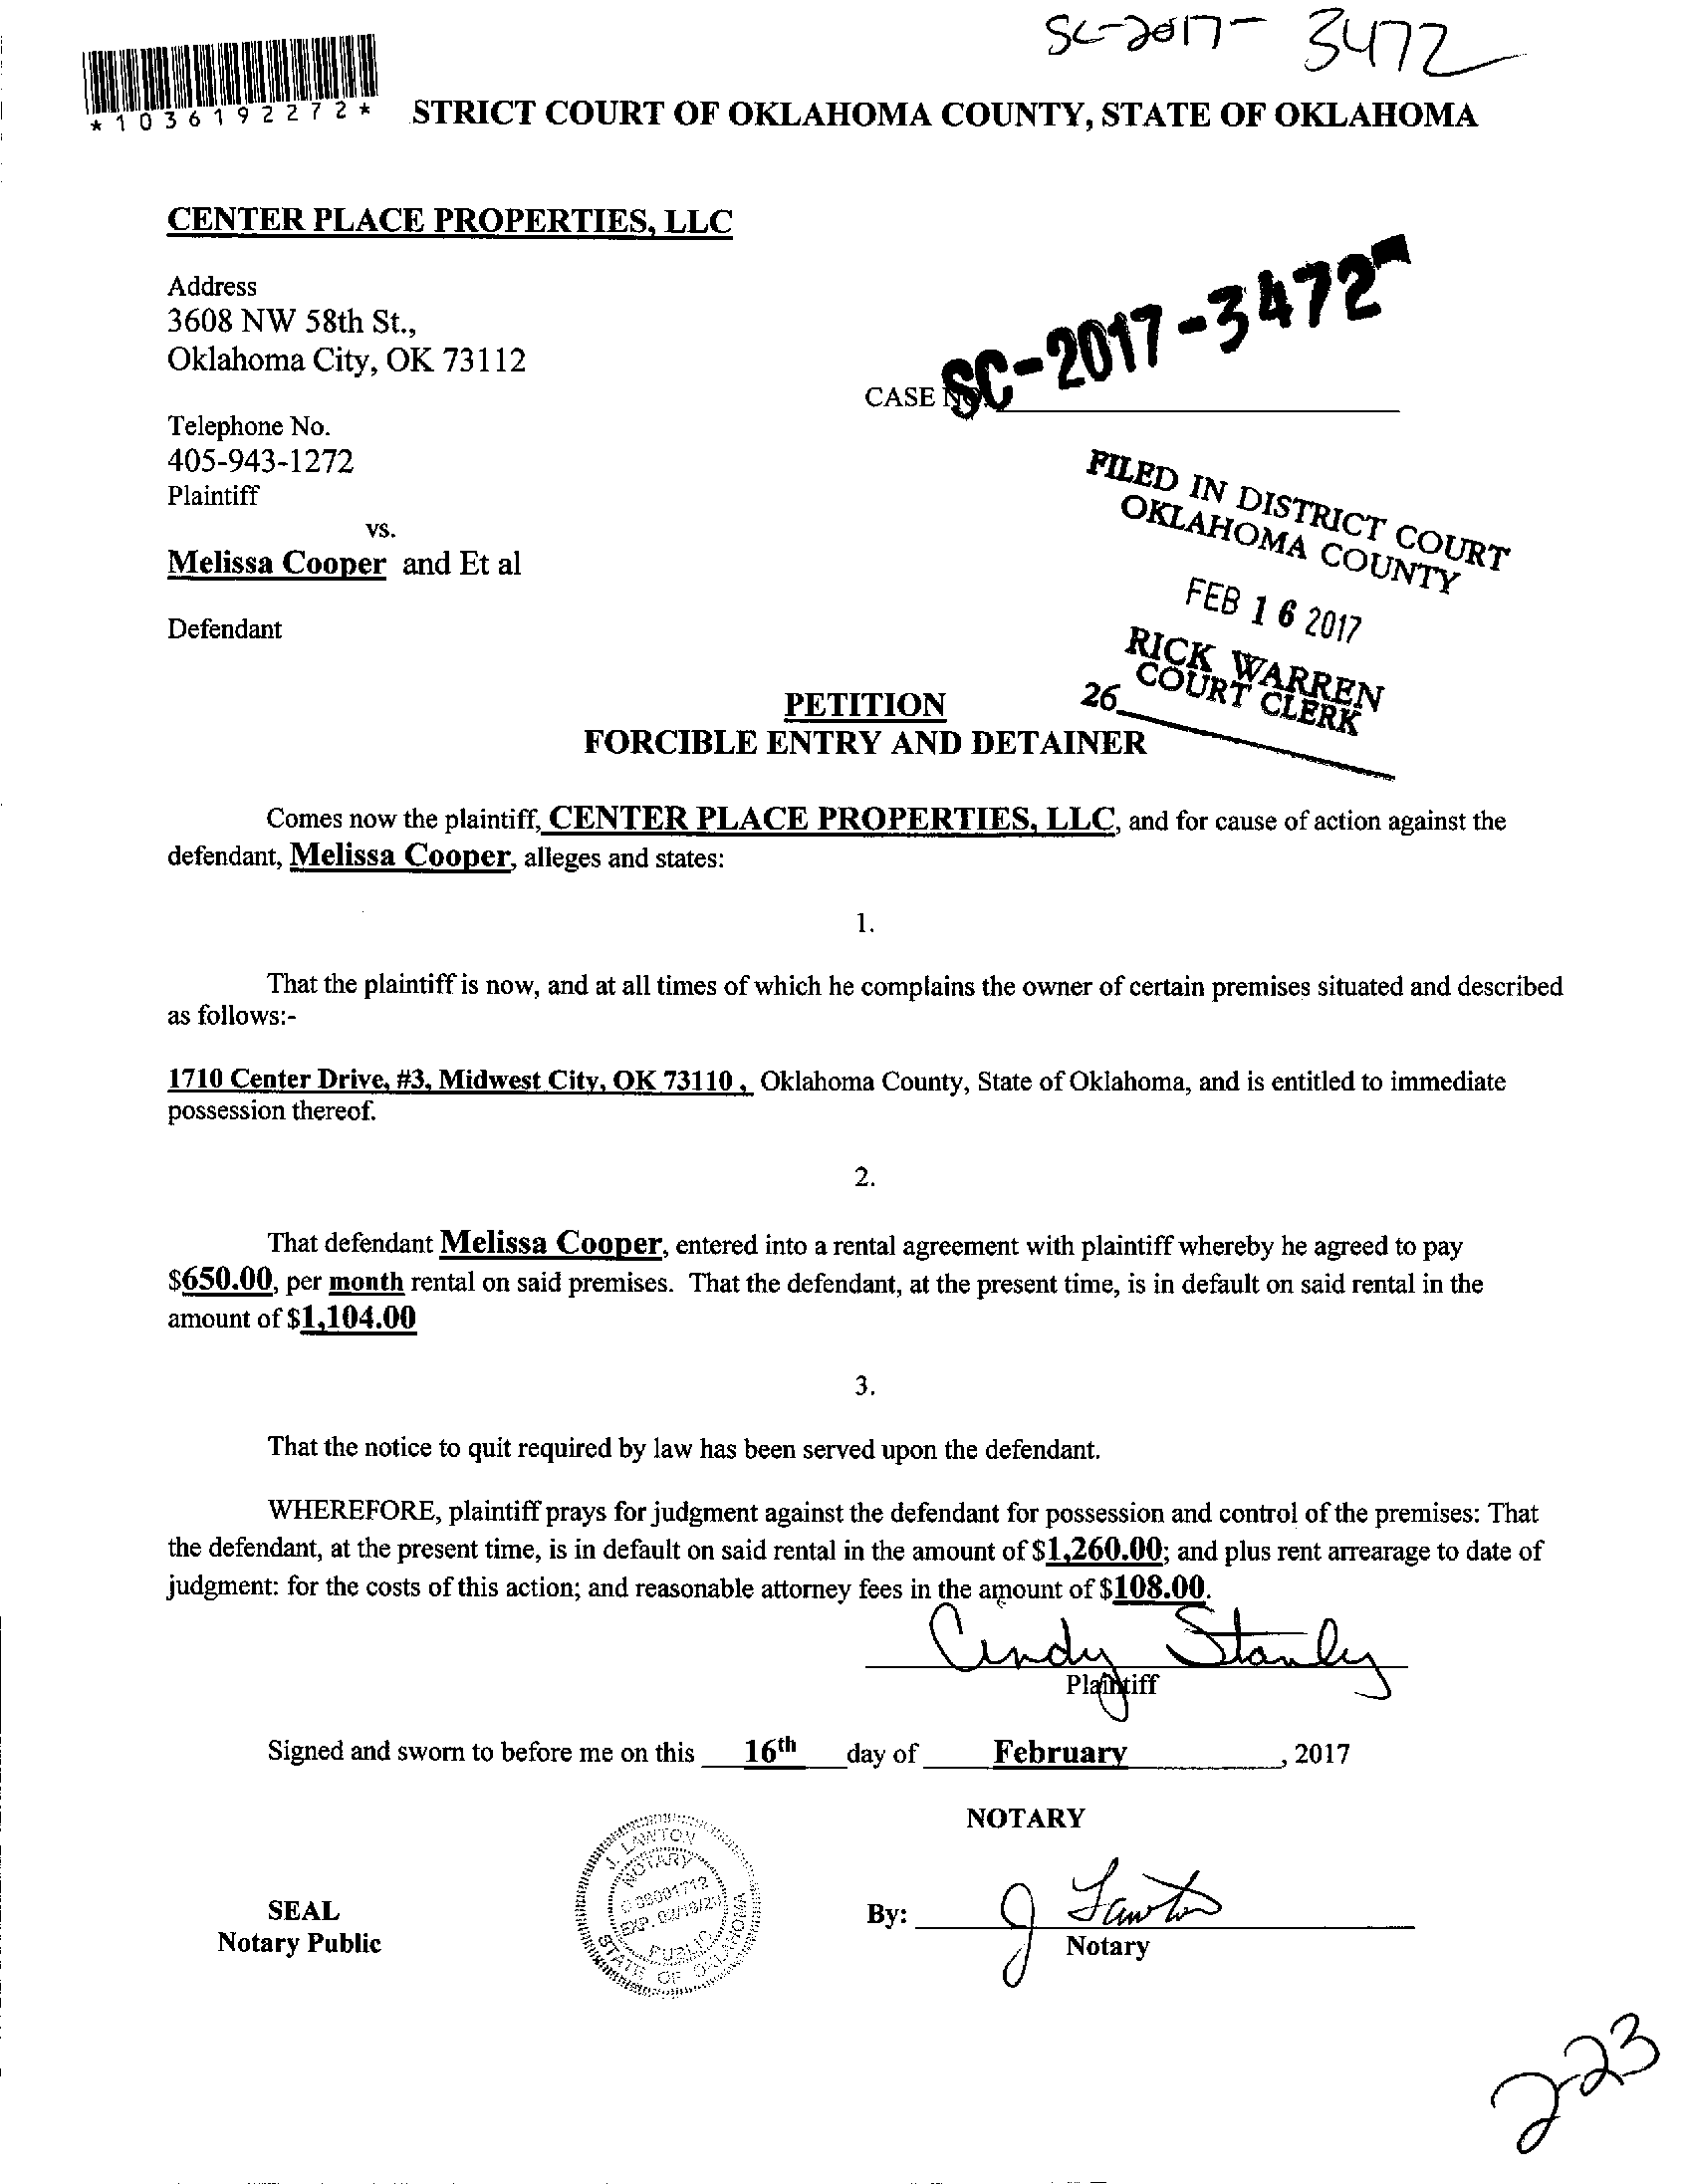 SC-2017-3472
*1036192272*
STRICT COURT OF OKLAHOMA COUNTY, STATE OF OKLAHOMA
CENTER PLACE PROPERTIES, LLC
Address
3608 NW 58th St.,
Oklahoma City, OK 73112
CASE NO. SC-2017-3472
Telephone No.
405-943-1272
Plaintiff
vs.
Melissa Cooper and Et al
Defendant
FILED IN DISTRICT COURT
OKLAHOMA COUNTY
FEB 16 2017
RICK WARREN
COURT CLERK
26
PETITION
FORCIBLE ENTRY AND DETAINER
Comes now the plaintiff, CENTER PLACE PROPERTIES, LLC, and for cause of action against the
defendant, Melissa Cooper, alleges and states:
1.
That the plaintiff is now, and at all times of which he complains the owner of certain premises situated and described
as follows:-
1710 Center Drive, #3, Midwest City, OK 73110 , Oklahoma County, State of Oklahoma, and is entitled to immediate
possession thereof.
2.
That defendant Melissa Cooper, entered into a rental agreement with plaintiff whereby he agreed to pay
$650.00, per month rental on said premises. That the defendant, at the present time, is in default on said rental in the
amount of $1,104.00
3.
That the notice to quit required by law has been served upon the defendant.
WHEREFORE, plaintiff prays for judgment against the defendant for possession and control of the premises: That
the defendant, at the present time, is in default on said rental in the amount of $1,260.00; and plus rent arrearage to date of
judgment: for the costs of this action; and reasonable attorney fees in the amount of $108.00.
Cindy Stanley
Plaintiff
Signed and sworn to before me on this 16th day of February, 2017
NOTARY
J. LAWTON
NOTARY
PUBLIC
STATE OF OKLAHOMA
SEAL
Notary Public
By: J Lawton
Notary
2-23